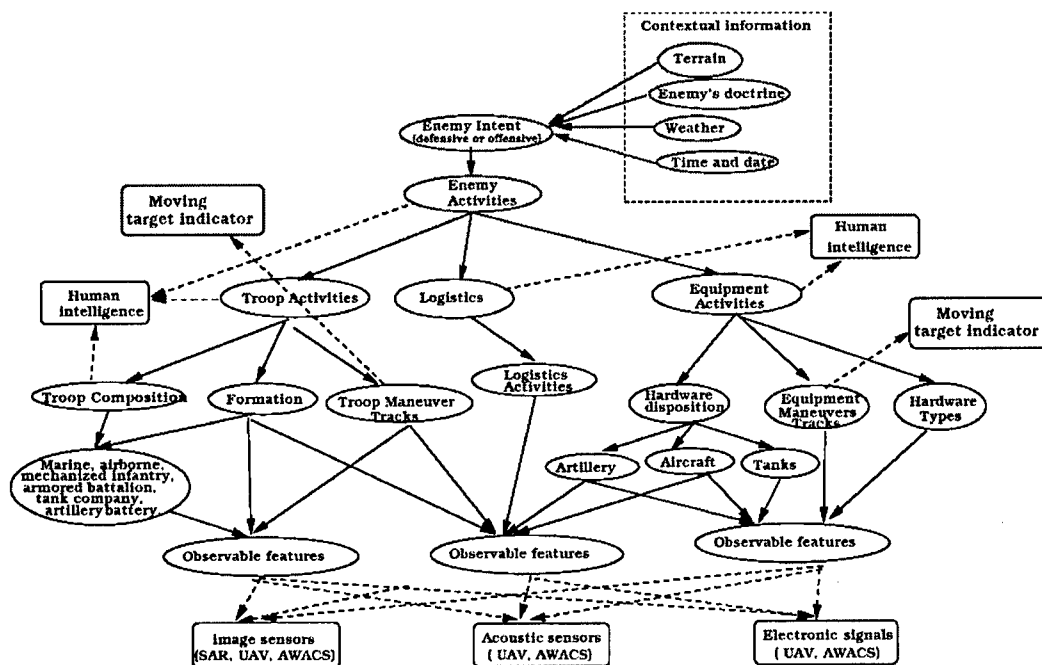 Contextual information
Terrain
Enemy's doctrine
Weather
Time and date
Enemy Intent
(defensive or offensive)
Enemy
Activities
Moving
target indicator
Human
intelligence
Human
intelligence
Troop Activities
Logistics
Equipment
Activities
Moving
target indicator
Troop Composition
Formation
Troop Maneuver
Tracks
Logistics
Activities
Hardware
disposition
Equipment
Maneuvers
Tracks
Hardware
Types
Marine, airborne,
mechanized infantry,
armored battalion,
tank company,
artillery battery
Artillery
Aircraft
Tanks
Observable features
Observable features
Observable features
image sensors
(SAR, UAV, AWACS)
Acoustic sensors
( UAV, AWACS)
Electronic signals
( UAV, AWACS)